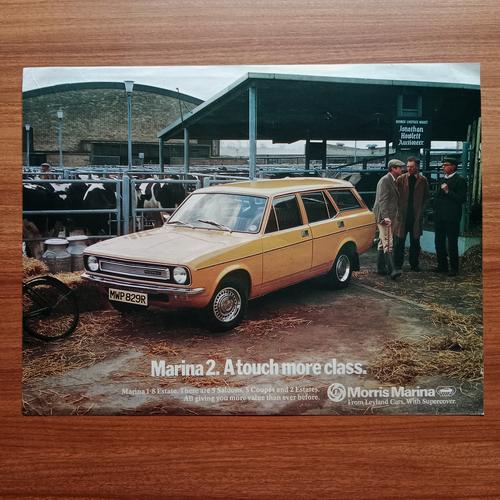 Jonathan
Howlett
Auctioneer
MWP 829R
Marina 2. A touch more class.
Marina 1·8 Estate. There are 5 Saloons, 3 Coupés and 2 Estates.
All giving you more value than ever before.
Morris Marina
From Leyland Cars. With Supercover.